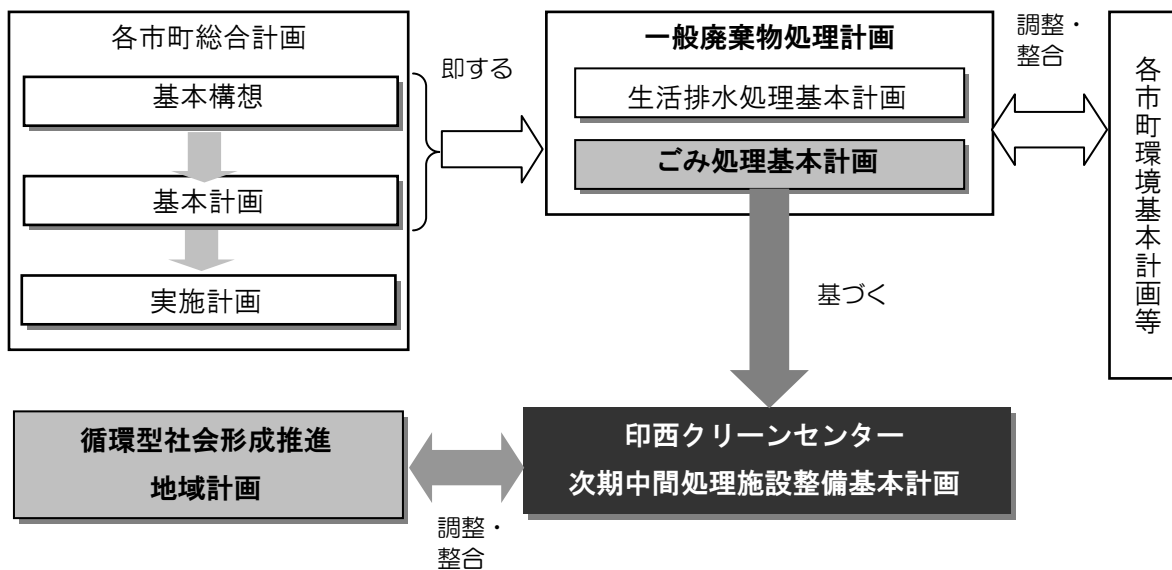 各市町総合計画
基本構想
基本計画
実施計画
即する
一般廃棄物処理計画
生活排水処理基本計画
ごみ処理基本計画
調整・
整合
各市町環境基本計画等
基づく
循環型社会形成推進
地域計画
調整・
整合
印西クリーンセンター
次期中間処理施設整備基本計画